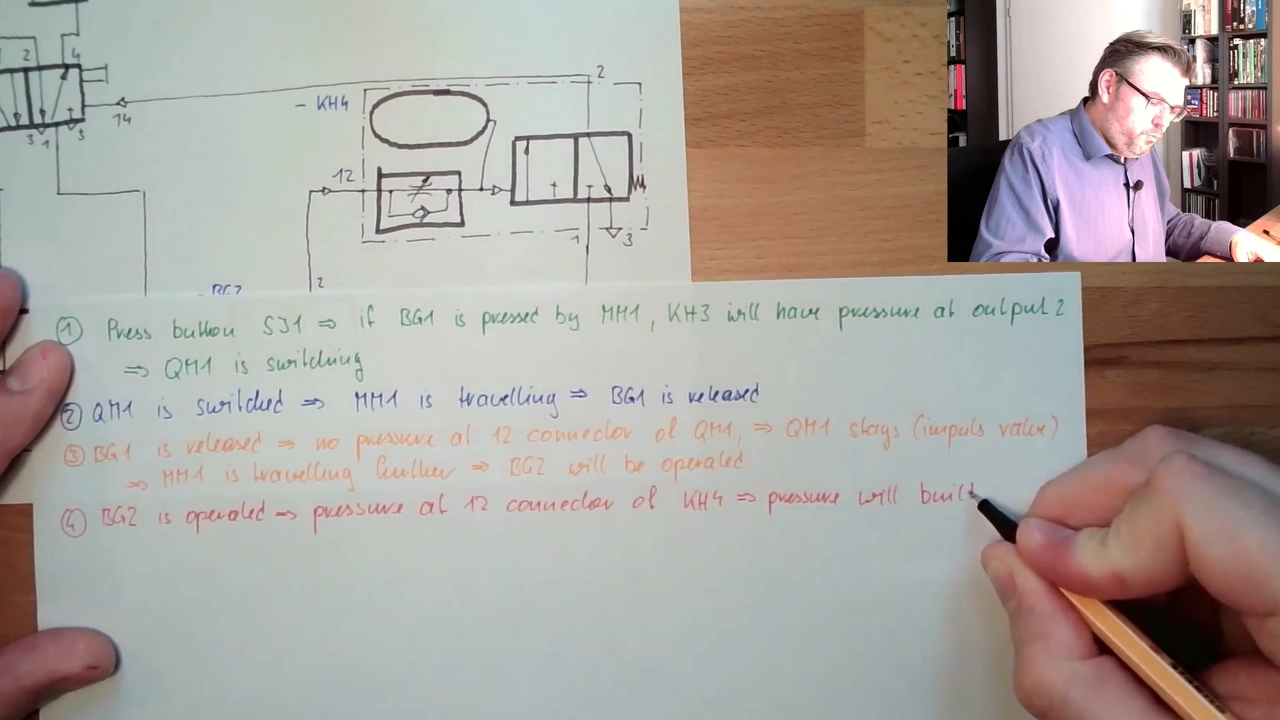 2 4
14
3 1 3
- KH4
2
12
1 3
2
- BG2
① Press button SJ1 ⇒ if BG1 is pressed by MM1, KH3 will have pressure at output 2
⇒ QM1 is switching
② QM1 is switched ⇒ MM1 is travelling ⇒ BG1 is released
③ BG1 is released ⇒ no pressure at 12 connector of QM1, ⇒ QM1 stays (impuls valve)
⇒ MM1 is travelling further ⇒ BG2 will be operated
④ BG2 is operated ⇒ pressure at 12 connector of KH4 ⇒ pressure will build